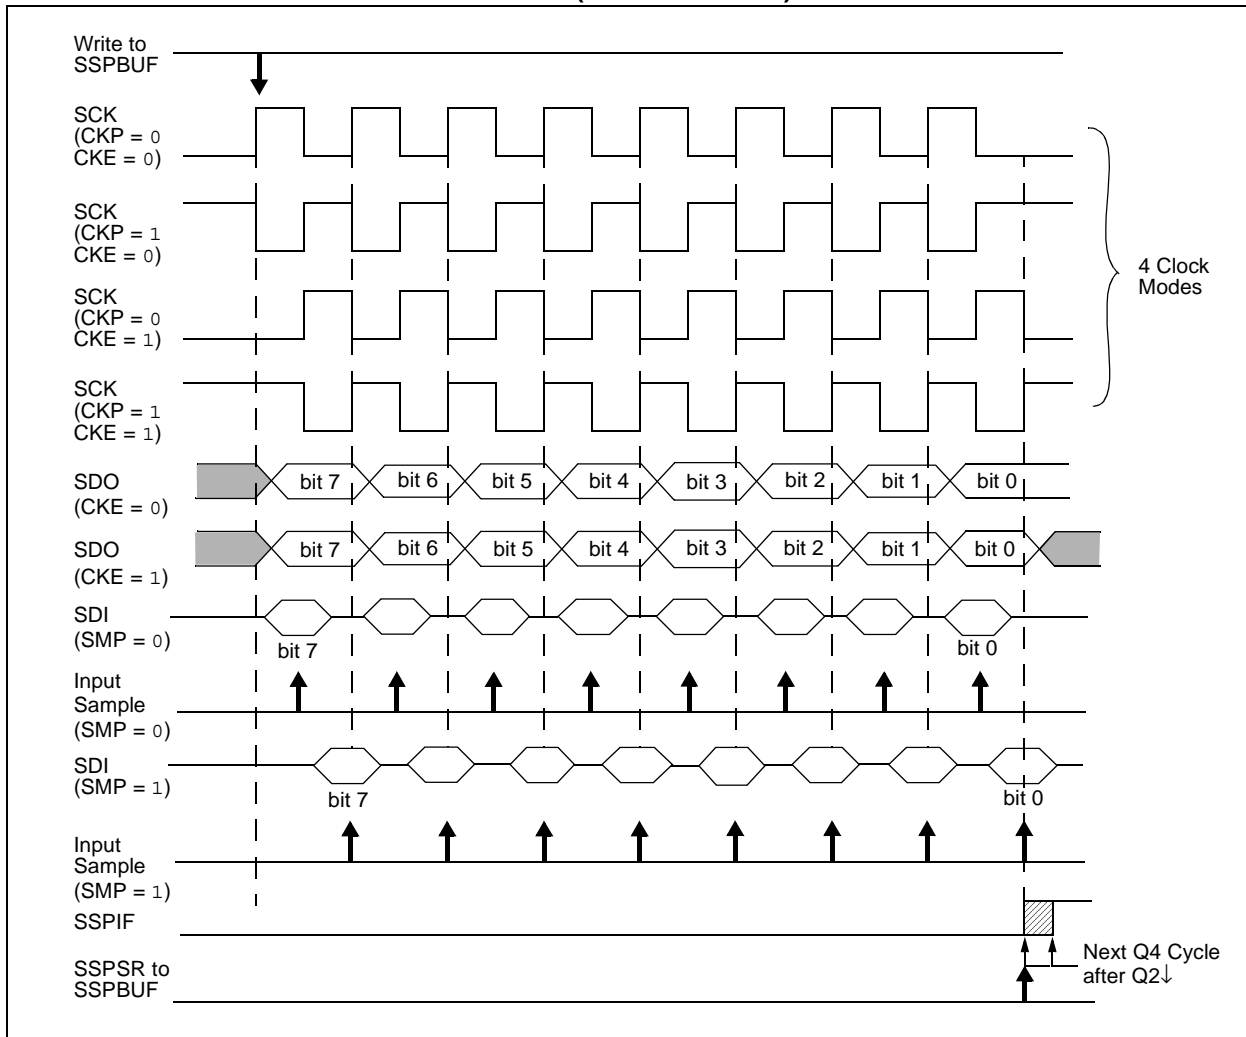 Write to
SSPBUF
SCK
(CKP = 0
CKE = 0)
SCK
(CKP = 1
CKE = 0)
SCK
(CKP = 0
CKE = 1)
SCK
(CKP = 1
CKE = 1)
4 Clock
Modes
SDO
(CKE = 0)
bit 7 bit 6 bit 5 bit 4 bit 3 bit 2 bit 1 bit 0
SDO
(CKE = 1)
bit 7 bit 6 bit 5 bit 4 bit 3 bit 2 bit 1 bit 0
SDI
(SMP = 0)
bit 7 bit 0
Input
Sample
(SMP = 0)
SDI
(SMP = 1)
bit 7 bit 0
Input
Sample
(SMP = 1)
SSPIF
Next Q4 Cycle
after Q2↓
SSPSR to
SSPBUF